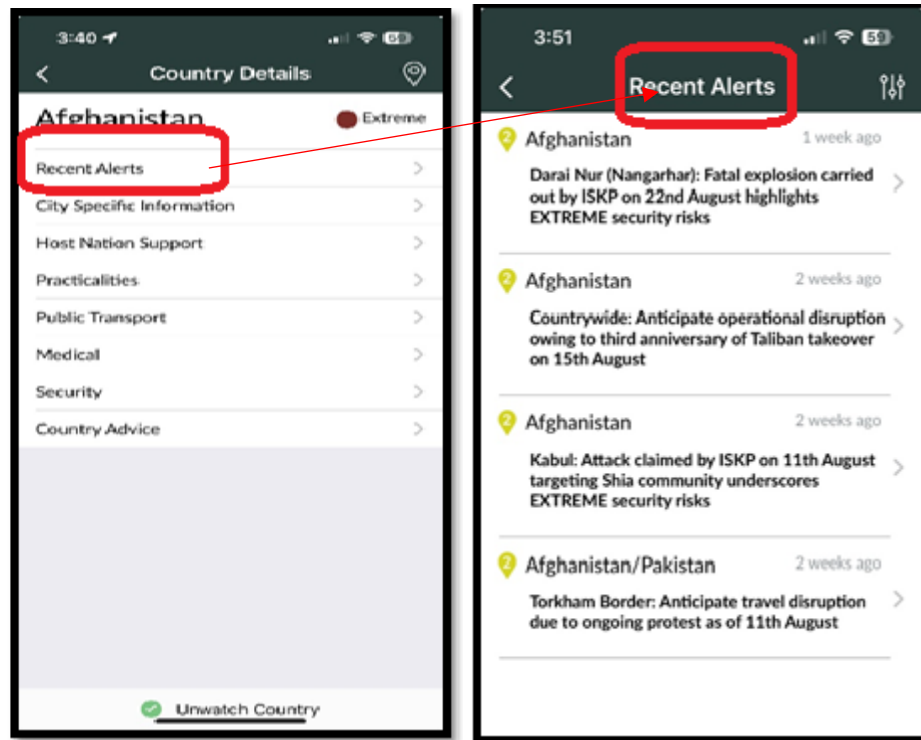 3:40
Country Details
Afghanistan
Extreme
Recent Alerts
City Specific Information
Host Nation Support
Practicalities
Public Transport
Medical
Security
Country Advice
Unwatch Country
3:51
59
Recent Alerts
2 Afghanistan 1 week ago
Darai Nur (Nangarhar): Fatal explosion carried
out by ISKP on 22nd August highlights
EXTREME security risks
2 Afghanistan 2 weeks ago
Countrywide: Anticipate operational disruption
owing to third anniversary of Taliban takeover
on 15th August
2 Afghanistan 2 weeks ago
Kabul: Attack claimed by ISKP on 11th August
targeting Shia community underscores
EXTREME security risks
2 Afghanistan/Pakistan 2 weeks ago
Torkham Border: Anticipate travel disruption
due to ongoing protest as of 11th August